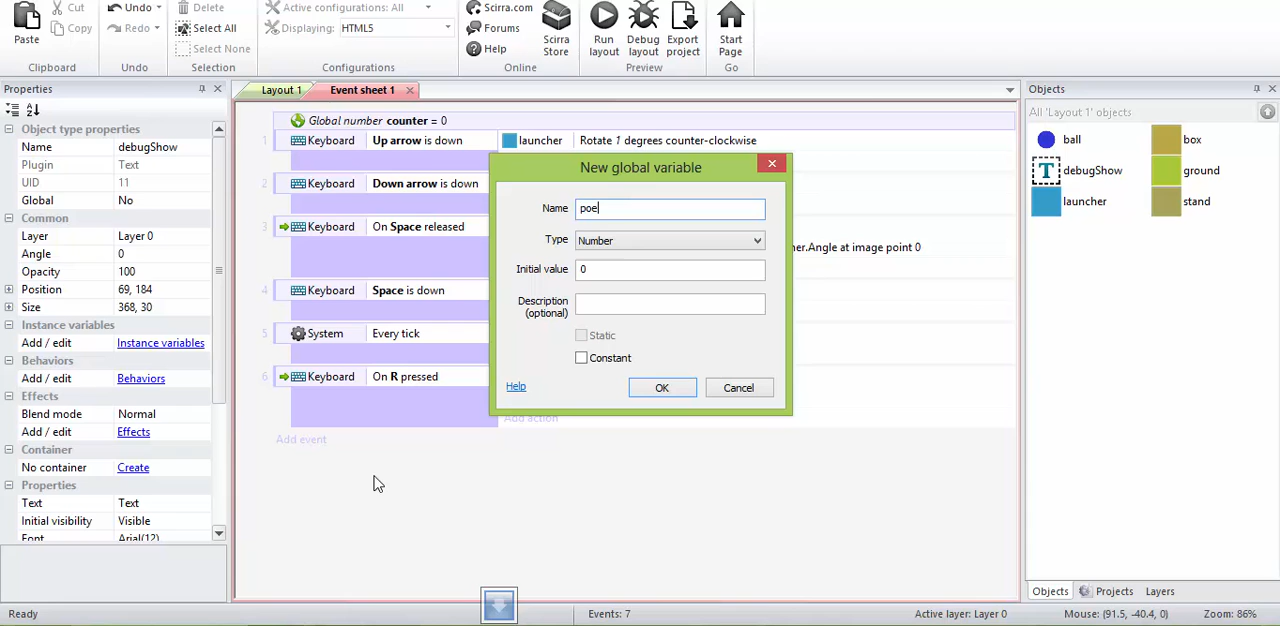 Paste
Cut
Copy
Clipboard
Undo
Redo
Undo
Delete
Select All
Select None
Selection
Active configurations: All
Displaying: HTML5
Configurations
Scirra.com
Forums
Help
Scirra Store
Online
Run layout
Debug layout
Export project
Preview
Start Page
Go
Properties
Object type properties
Name debugShow
Plugin Text
UID 11
Global No
Common
Layer Layer 0
Angle 0
Opacity 100
Position 69, 184
Size 368, 30
Instance variables
Add / edit Instance variables
Behaviors
Add / edit Behaviors
Effects
Blend mode Normal
Add / edit Effects
Container
No container Create
Properties
Text Text
Initial visibility Visible
Font Arial(12)
Layout 1
Event sheet 1
Global number counter = 0
1 Keyboard Up arrow is down launcher Rotate 1 degrees counter-clockwise
2 Keyboard Down arrow is down
3 Keyboard On Space released
her.Angle at image point 0
4 Keyboard Space is down
5 System Every tick
6 Keyboard On R pressed
Add action
Add event
New global variable
Name poe
Type Number
Initial value 0
Description (optional)
Static
Constant
Help
OK
Cancel
Objects
All 'Layout 1' objects
ball
box
T debugShow
ground
launcher
stand
Objects
Projects
Layers
Ready
Events: 7
Active layer: Layer 0
Mouse: (91.5, -40.4, 0)
Zoom: 86%